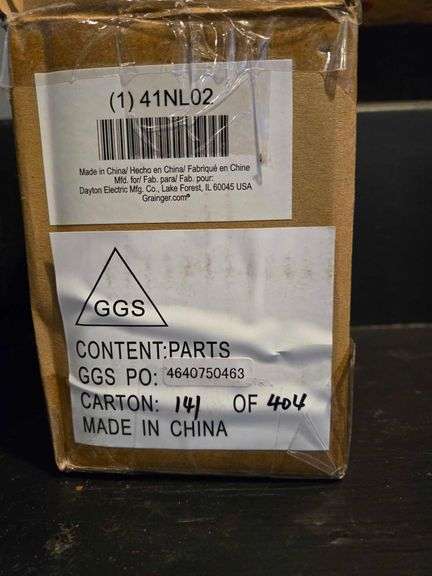 (1) 41NL02
Made in China/ Hecho en China/ Fabriqué en Chine
Mfd. for/ Fab. para/ Fab. pour:
Dayton Electric Mfg. Co., Lake Forest, IL 60045 USA
Grainger.com®
GGS
CONTENT:PARTS
GGS PO: 4640750463
CARTON: 141 OF 404
MADE IN CHINA